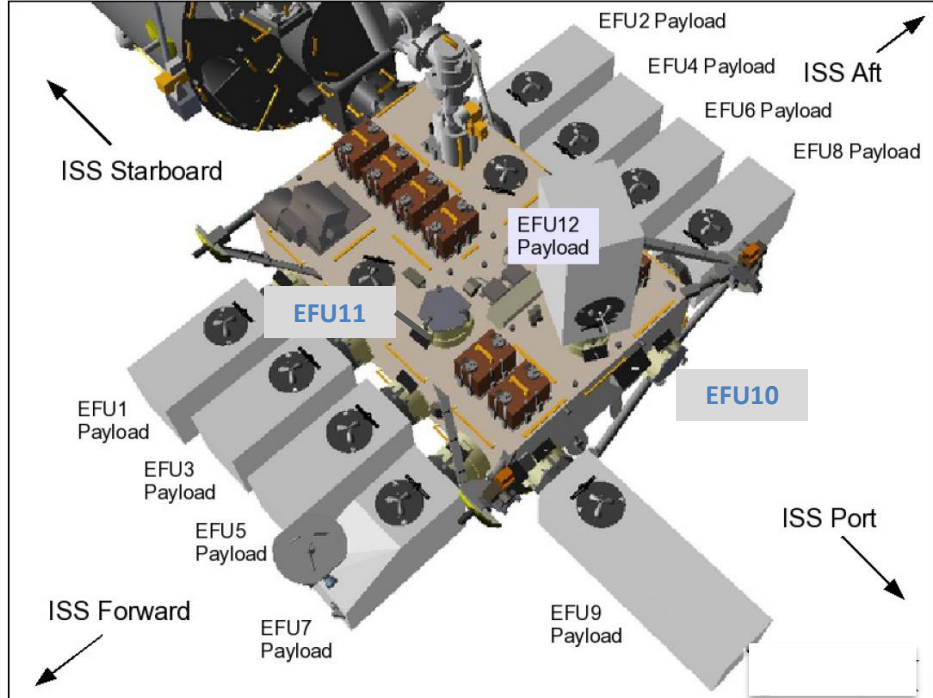 EFU2 Payload
EFU4 Payload
ISS Aft
EFU6 Payload
EFU8 Payload
ISS Starboard
EFU12
Payload
EFU11
EFU10
EFU1
Payload
EFU3
Payload
ISS Port
EFU5
Payload
ISS Forward
EFU7
Payload
EFU9
Payload